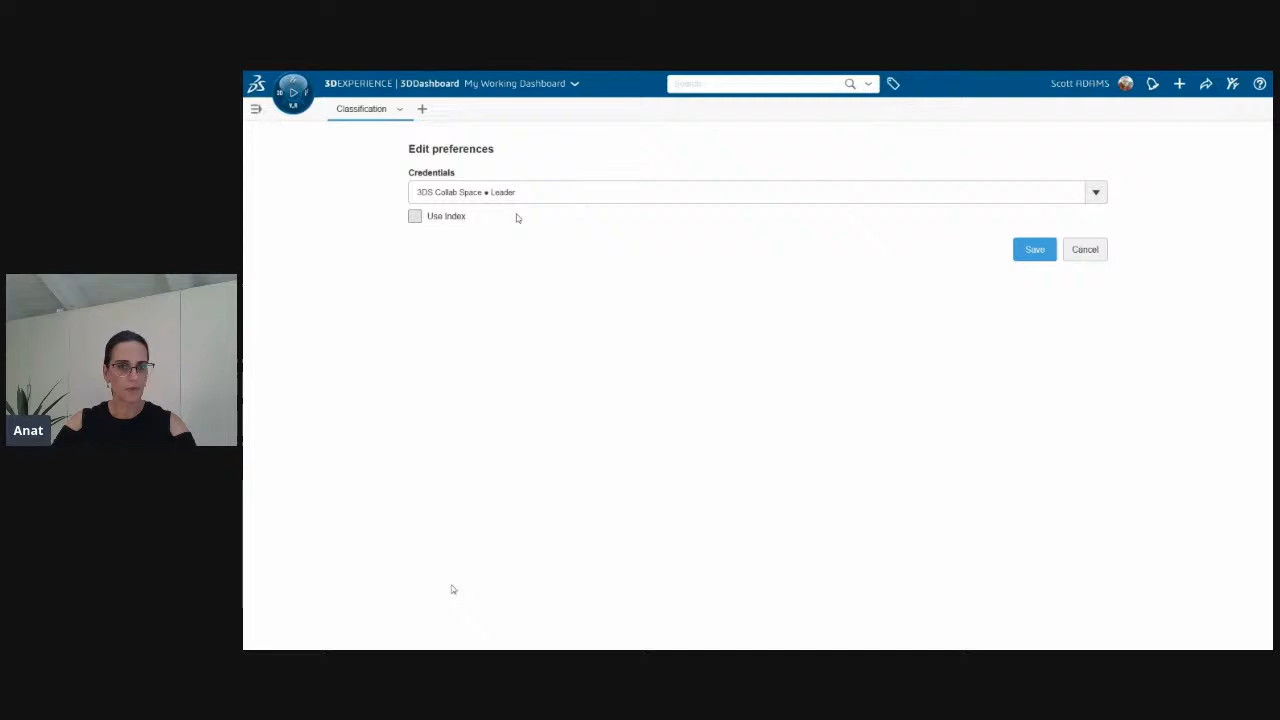 3DEXPERIENCE | 3DDashboard My Working Dashboard
Search
Scott ADAMS
Classification
Edit preferences
Credentials
3DS Collab Space ● Leader
Use Index
Save Cancel
Anat